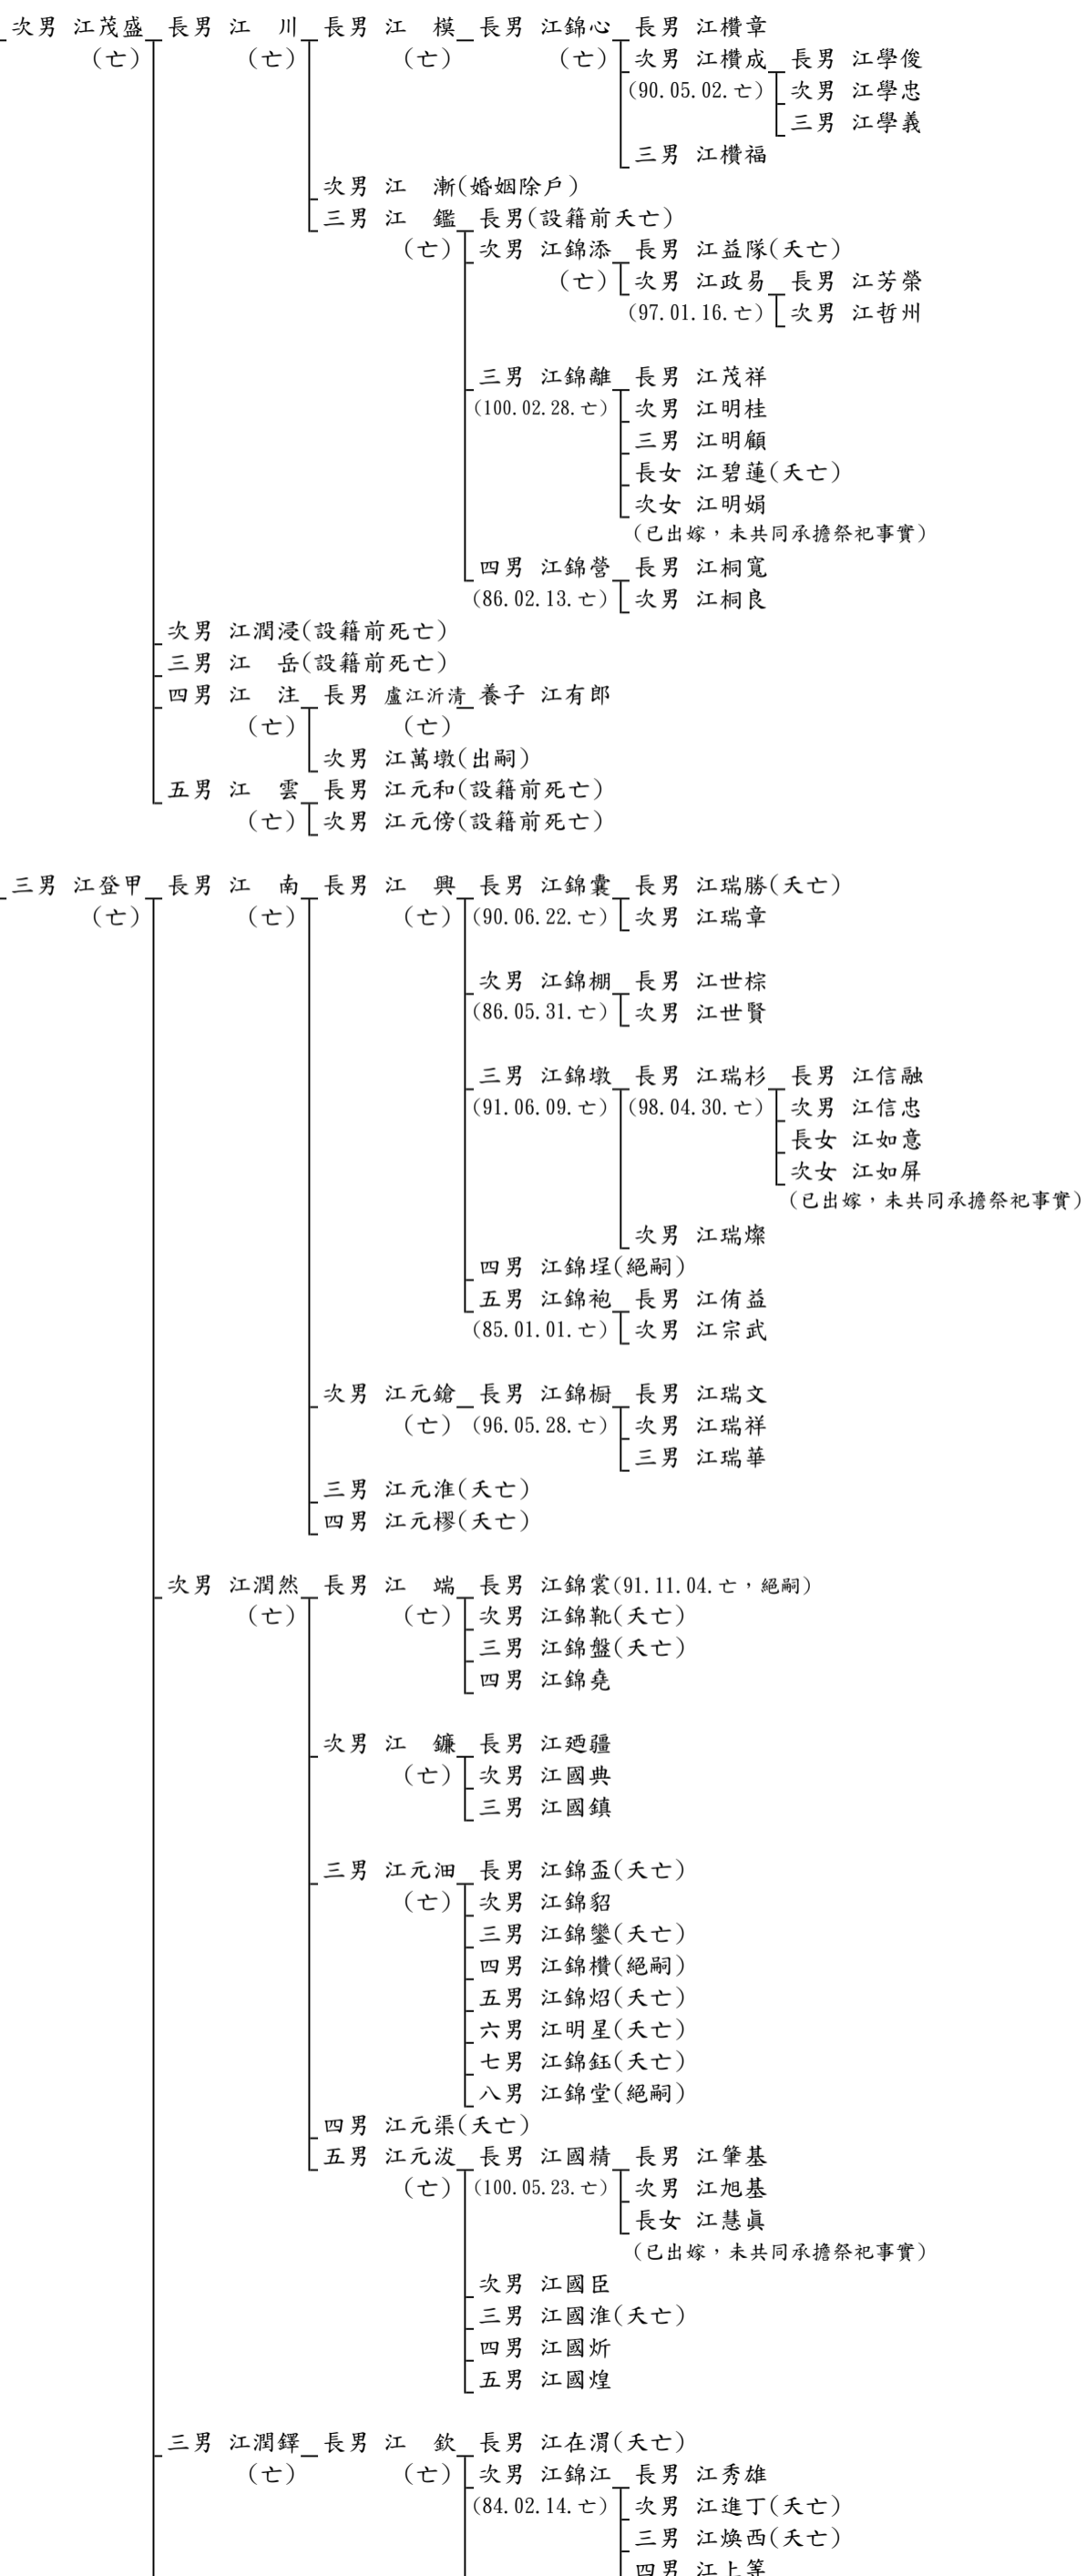 次男 江茂盛 長男 江　川 長男 江　模 長男 江錦心 長男 江欑章
(亡) (亡) (亡) (亡) 次男 江欑成 長男 江學俊
(90.05.02.亡) 次男 江學忠
三男 江學義
三男 江欑福
次男 江　漸(婚姻除戶)
三男 江　鑑 長男(設籍前夭亡)
(亡) 次男 江錦添 長男 江益隊(夭亡)
(亡) 次男 江政易 長男 江芳榮
(97.01.16.亡) 次男 江哲州
三男 江錦離 長男 江茂祥
(100.02.28.亡) 次男 江明桂
三男 江明顧
長女 江碧蓮(夭亡)
次女 江明娟
(已出嫁，未共同承擔祭祀事實)
四男 江錦營 長男 江桐寬
(86.02.13.亡) 次男 江桐良
次男 江潤浸(設籍前死亡)
三男 江　岳(設籍前死亡)
四男 江　注 長男 盧江沂清 養子 江有郎
(亡) (亡)
次男 江萬墩(出嗣)
五男 江　雲 長男 江元和(設籍前死亡)
(亡) 次男 江元傍(設籍前死亡)
三男 江登甲 長男 江　南 長男 江　興 長男 江錦囊 長男 江瑞勝(夭亡)
(亡) (亡) (亡) (90.06.22.亡) 次男 江瑞章
次男 江錦棚 長男 江世棕
(86.05.31.亡) 次男 江世賢
三男 江錦墩 長男 江瑞杉 長男 江信融
(91.06.09.亡) (98.04.30.亡) 次男 江信忠
長女 江如意
次女 江如屏
(已出嫁，未共同承擔祭祀事實)
次男 江瑞燦
四男 江錦埕(絕嗣)
五男 江錦袍 長男 江侑益
(85.01.01.亡) 次男 江宗武
次男 江元鎗 長男 江錦櫥 長男 江瑞文
(亡) (96.05.28.亡) 次男 江瑞祥
三男 江瑞華
三男 江元淮(夭亡)
四男 江元樛(夭亡)
次男 江潤然 長男 江　端 長男 江錦裳(91.11.04.亡，絕嗣)
(亡) (亡) 次男 江錦靴(夭亡)
三男 江錦盤(夭亡)
四男 江錦堯
次男 江　鐮 長男 江廼疆
(亡) 次男 江國典
三男 江國鎮
三男 江元沺 長男 江錦盃(夭亡)
(亡) 次男 江錦貂
三男 江錦鑾(夭亡)
四男 江錦欑(絕嗣)
五男 江錦炤(夭亡)
六男 江明星(夭亡)
七男 江錦鈺(夭亡)
八男 江錦堂(絕嗣)
四男 江元渠(夭亡)
五男 江元泼 長男 江國精 長男 江肇基
(亡) (100.05.23.亡) 次男 江旭基
長女 江慧眞
(已出嫁，未共同承擔祭祀事實)
次男 江國臣
三男 江國淮(夭亡)
四男 江國炘
五男 江國煌
三男 江潤鐸 長男 江　欽 長男 江在渭(夭亡)
(亡) (亡) 次男 江錦江 長男 江秀雄
(84.02.14.亡) 次男 江進丁(夭亡)
三男 江煥西(夭亡)
四男 江上等